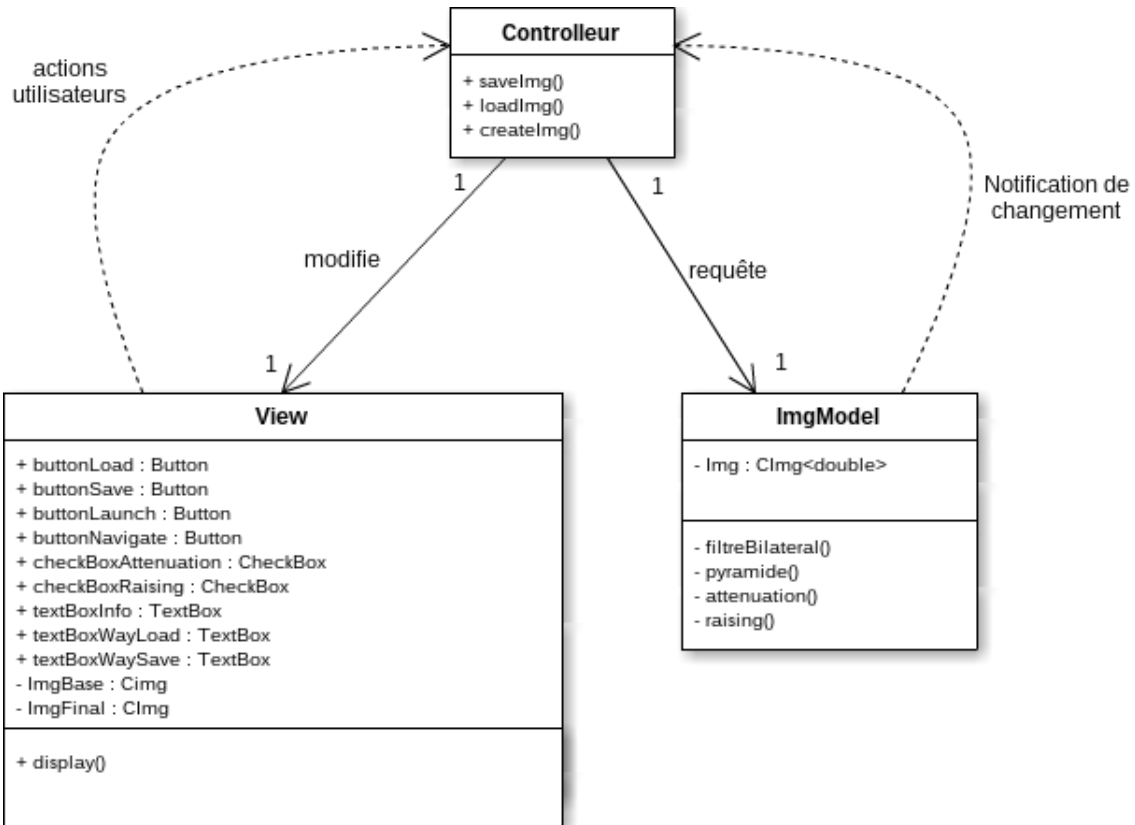 Controlleur
+ saveImg()
+ loadImg()
+ createImg()
actions
utilisateurs
Notification de
changement
1
1
modifie
requête
1
1
View
+ buttonLoad : Button
+ buttonSave : Button
+ buttonLaunch : Button
+ buttonNavigate : Button
+ checkBoxAttenuation : CheckBox
+ checkBoxRaising : CheckBox
+ textBoxInfo : TextBox
+ textBoxWayLoad : TextBox
+ textBoxWaySave : TextBox
- ImgBase : Cimg
- ImgFinal : CImg
+ display()
ImgModel
- Img : CImg<double>
- filtreBilateral()
- pyramide()
- attenuation()
- raising()